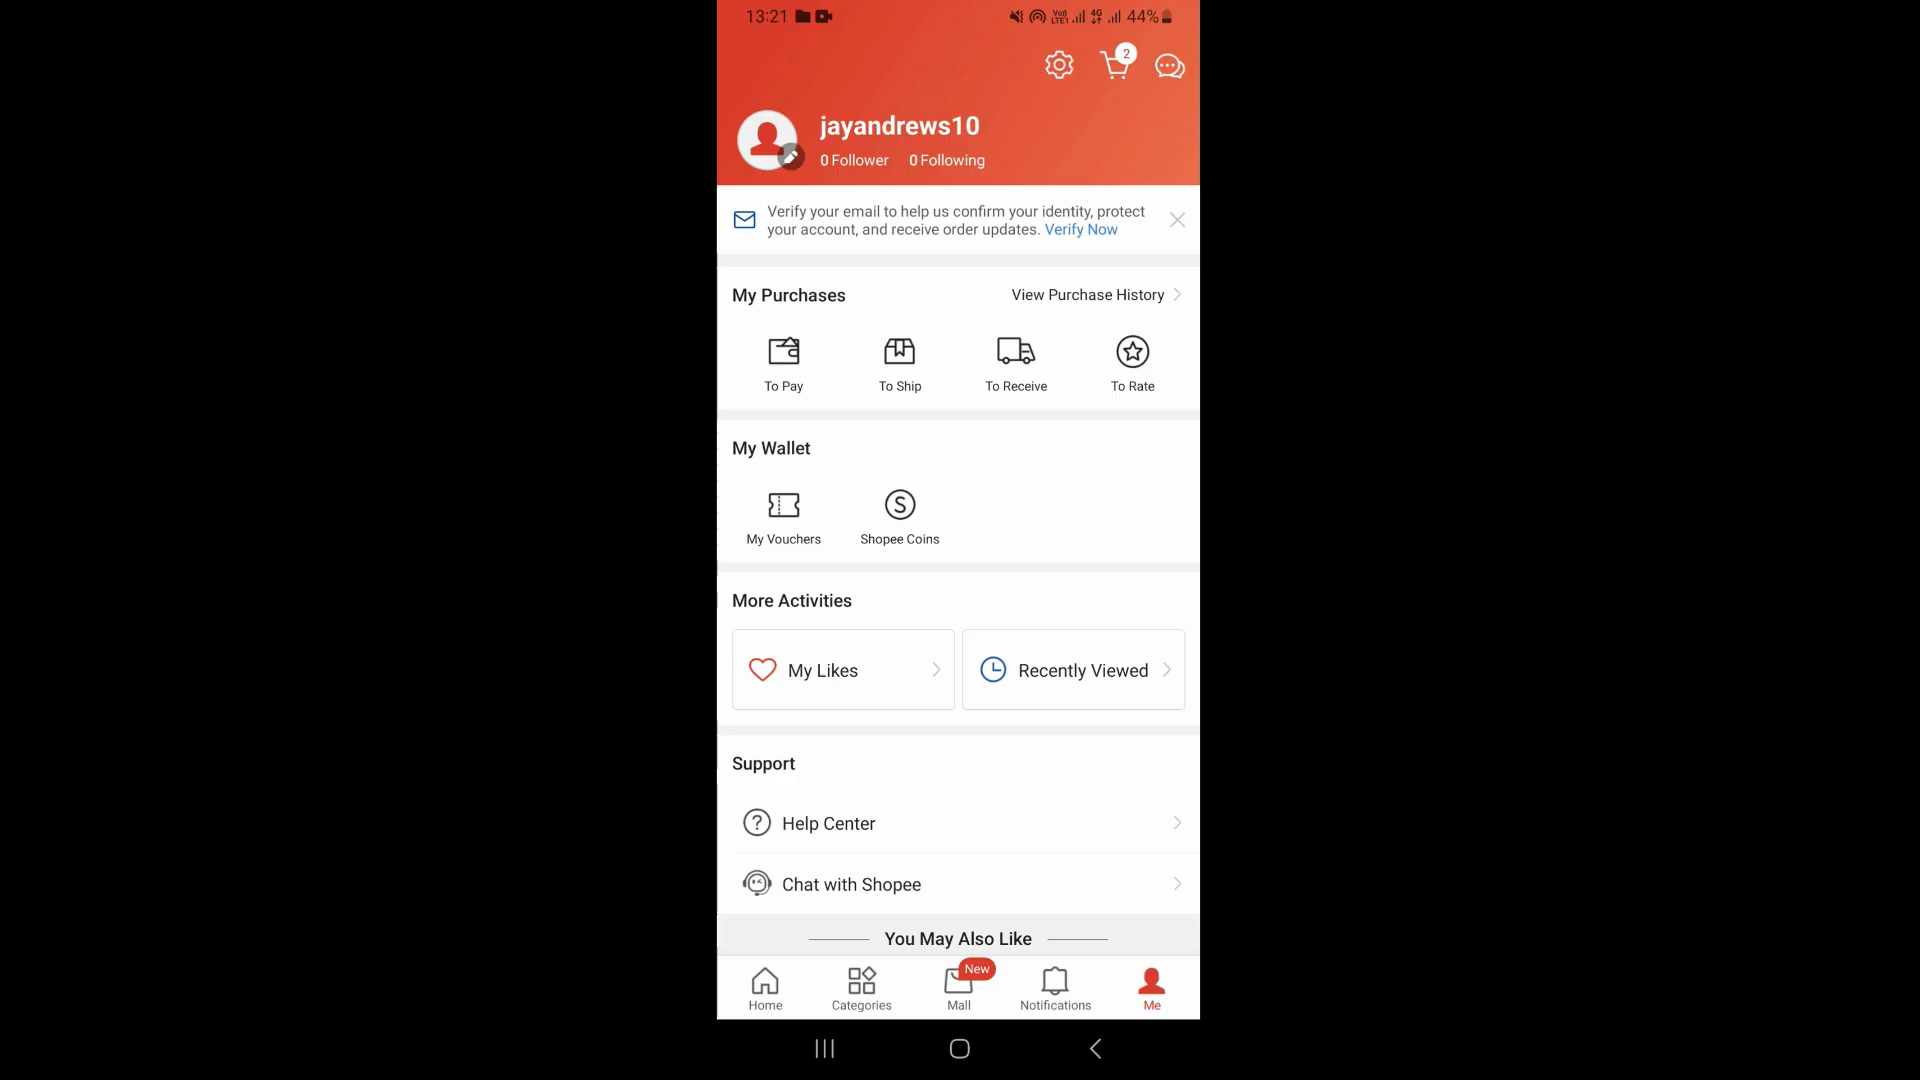 13:21
Vo)) LTE1 4G 44%
2
jayandrews10
0 Follower 0 Following
Verify your email to help us confirm your identity, protect
your account, and receive order updates. Verify Now
My Purchases View Purchase History
To Pay To Ship To Receive To Rate
My Wallet
My Vouchers Shopee Coins
More Activities
My Likes Recently Viewed
Support
Help Center
Chat with Shopee
You May Also Like
New
Home Categories Mall Notifications Me